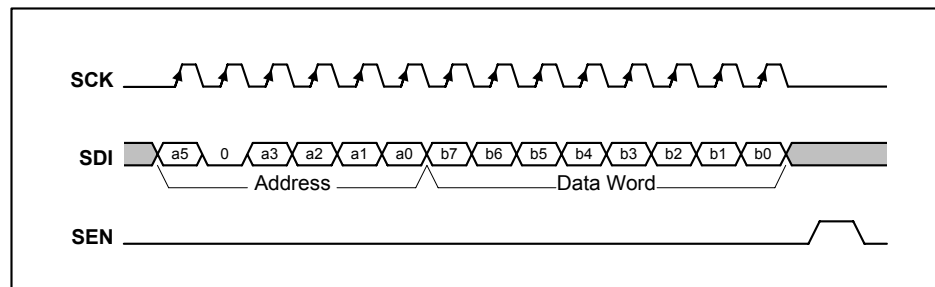 SCK
SDI a5 0 a3 a2 a1 a0 b7 b6 b5 b4 b3 b2 b1 b0
Address Data Word
SEN